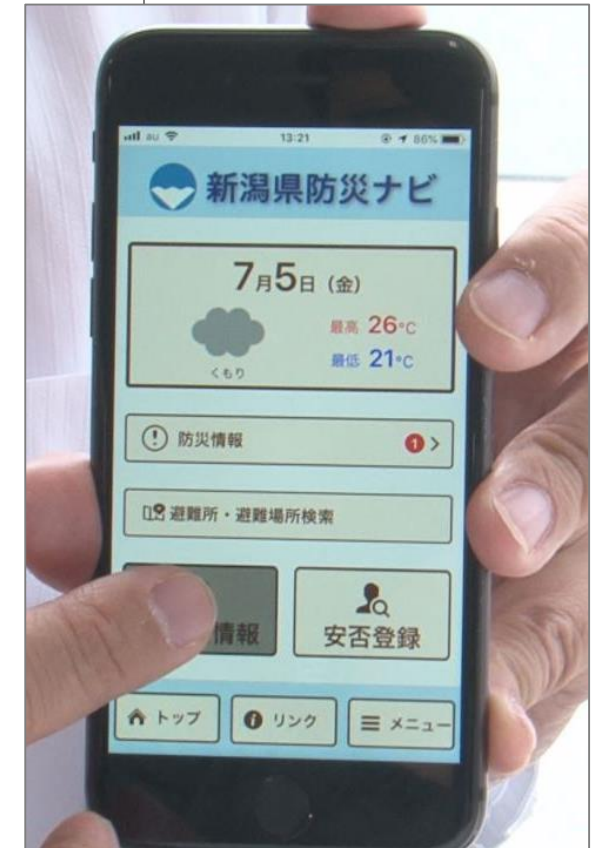 au 13:21 86%
新潟県防災ナビ
7月5日（金）
最高 26℃
最低 21℃
くもり
防災情報 1
避難所・避難場所検索
情報
安否登録
トップ リンク メニュー